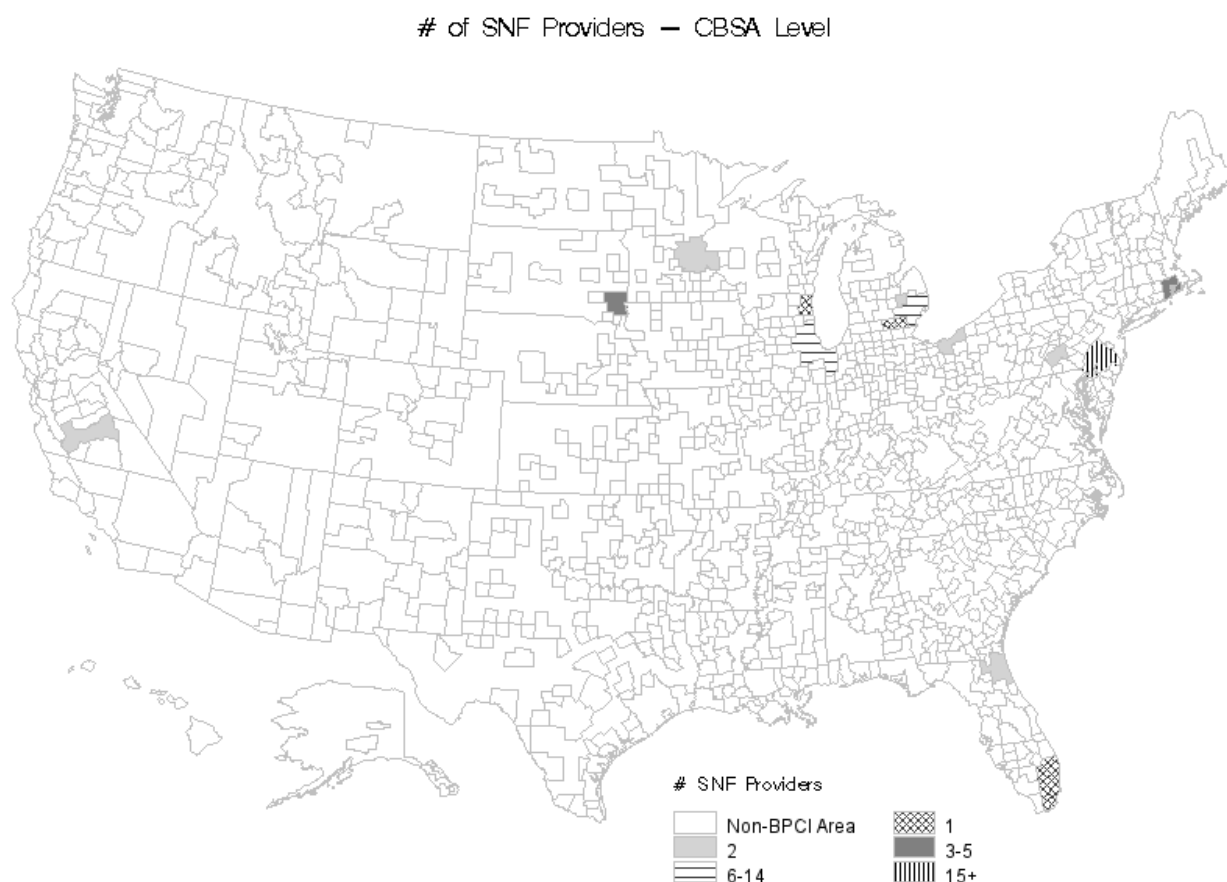 # of SNF Providers – CBSA Level
# SNF Providers
Non-BPCI Area 1
2 3-5
6-14 15+